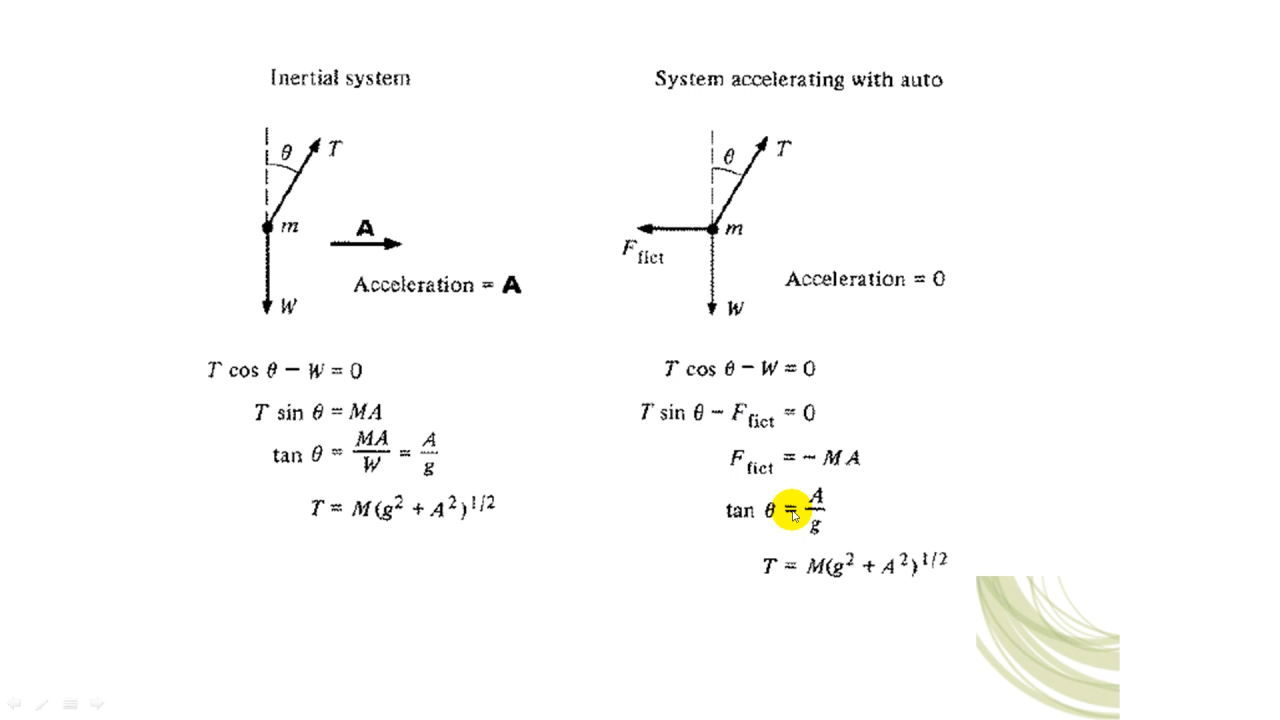 Inertial system
θ
T
m
A
Acceleration = A
W
T cos θ − W = 0
T sin θ = MA
tan θ = MA/W = A/g
T = M(g² + A²)^1/2
System accelerating with auto
θ
T
m
F fict
Acceleration = 0
W
T cos θ − W = 0
T sin θ − F fict = 0
F fict = − MA
tan θ = A/g
T = M(g² + A²)^1/2